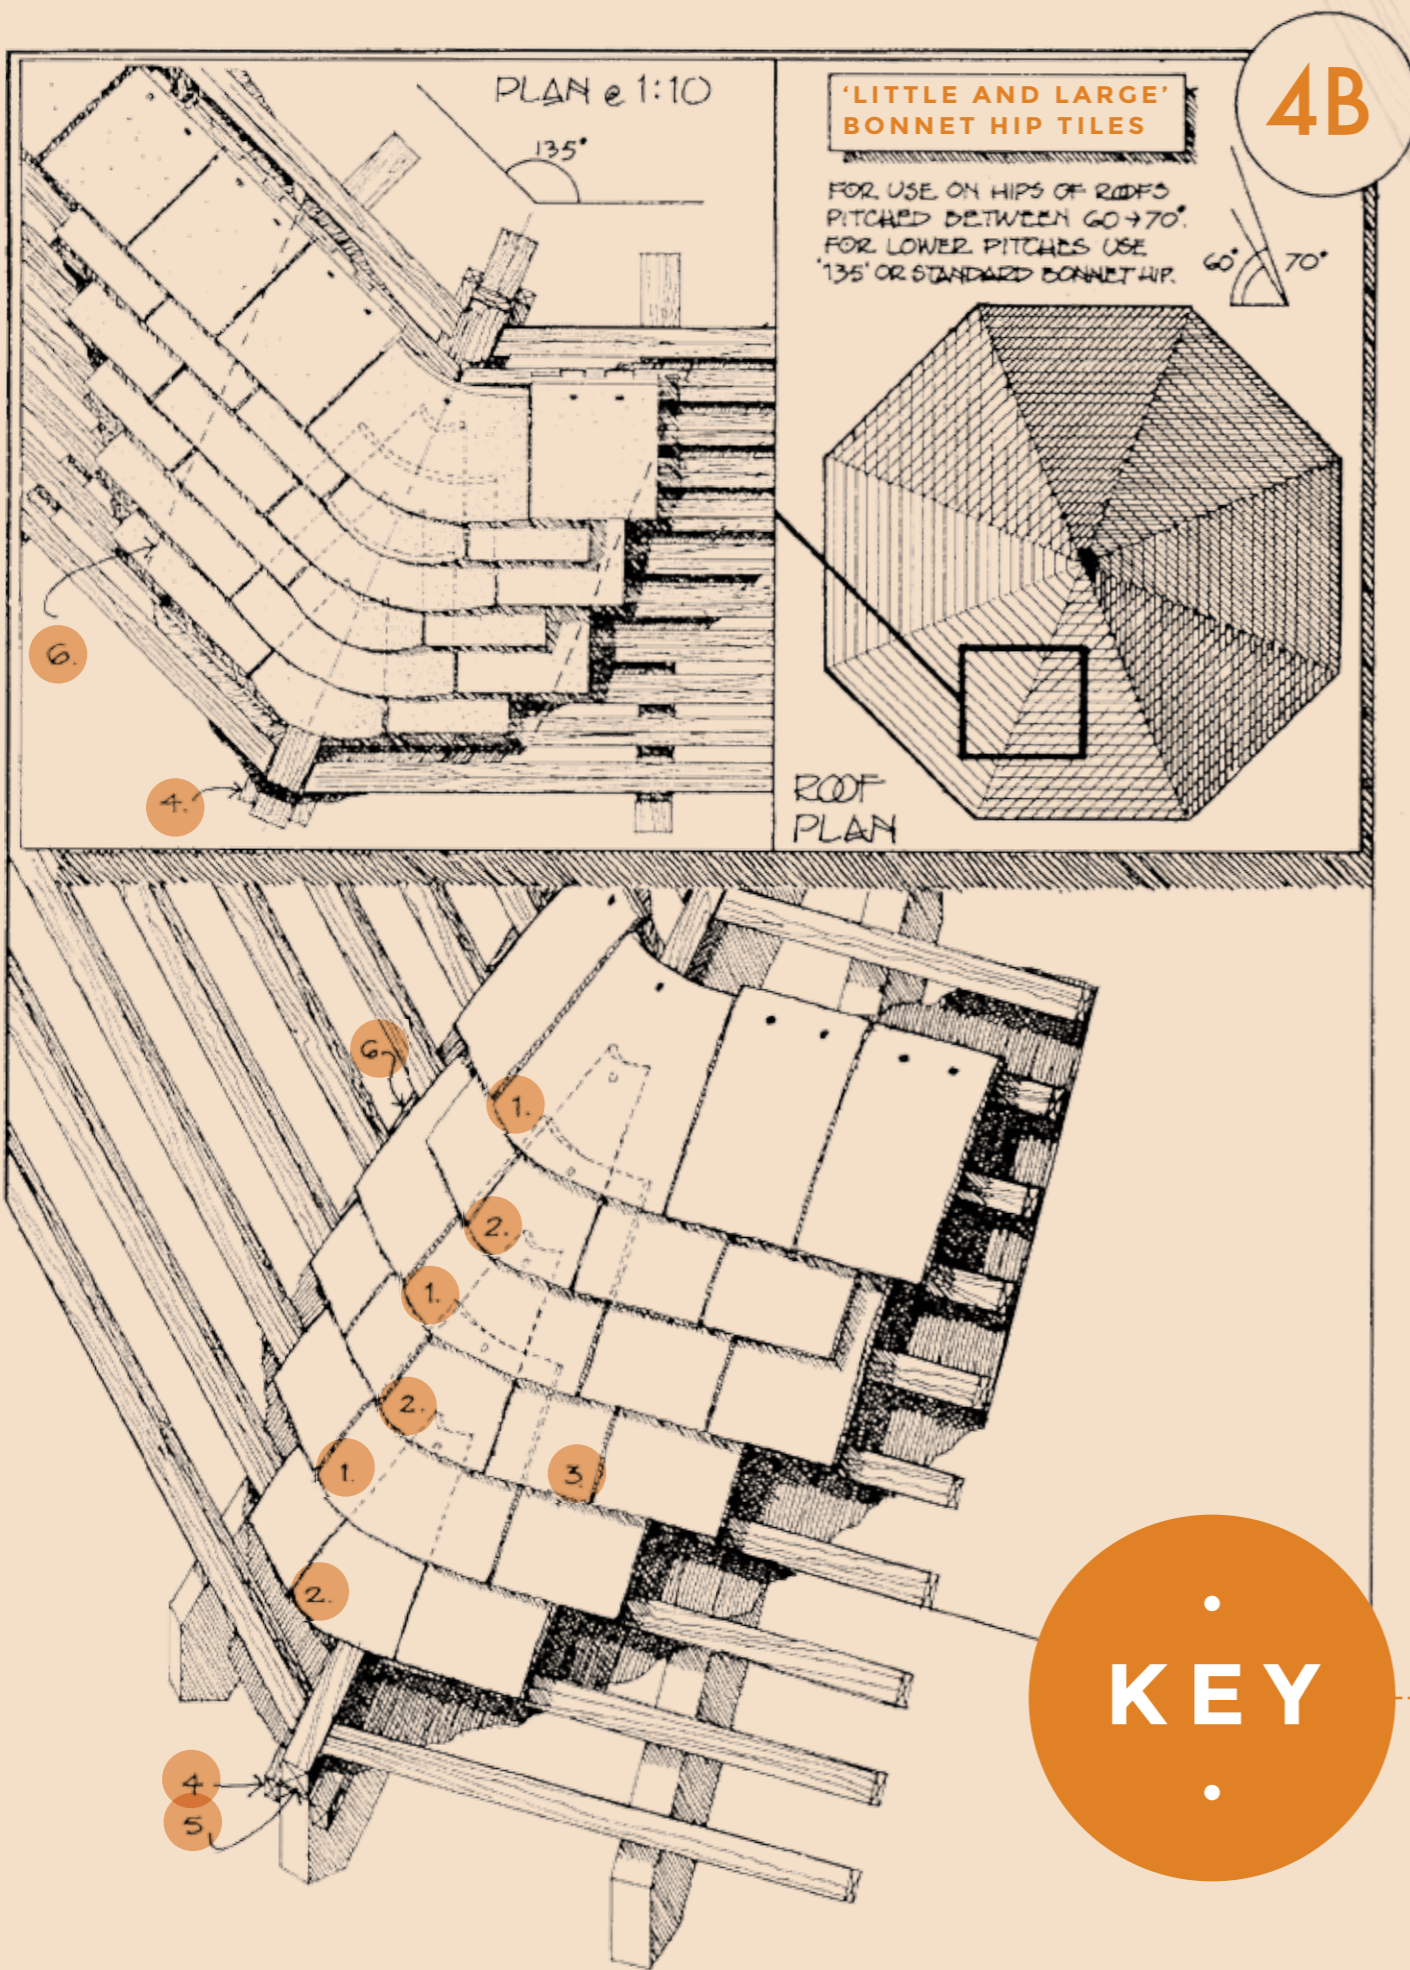 PLAN @ 1:10
135°
6.
4.
'LITTLE AND LARGE'
BONNET HIP TILES
4B
FOR USE ON HIPS OF ROOFS
PITCHED BETWEEN 60→70°.
FOR LOWER PITCHES USE
'135' OR STANDARD BONNET HIP.
60° 70°
ROOF
PLAN
6.
1.
2.
1.
2.
1.
3.
2.
4
5
KEY